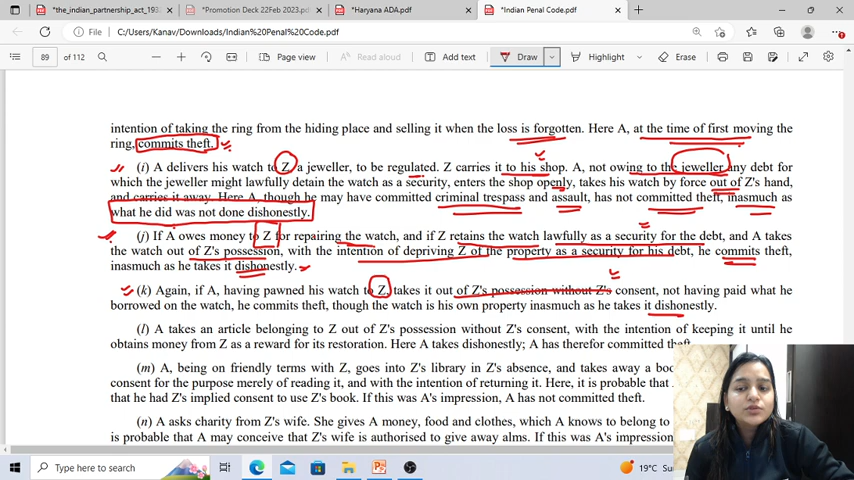 *the_indian_partnership_act_193
*Promotion Deck 22Feb 2023.pdf
*Haryana ADA.pdf
*Indian Penal Code.pdf
File C:/Users/Kanav/Downloads/Indian%20Penal%20Code.pdf
89 of 112 Page view Read aloud Add text Draw Highlight Erase
intention of taking the ring from the hiding place and selling it when the loss is forgotten. Here A, at the time of first moving the
ring, commits theft.
(i) A delivers his watch to Z a jeweller, to be regulated. Z carries it to his shop. A, not owing to the jeweller any debt for
which the jeweller might lawfully detain the watch as a security, enters the shop openly, takes his watch by force out of Z's hand,
and carries it away. Here A, though he may have committed criminal trespass and assault, has not committed theft, inasmuch as
what he did was not done dishonestly.
(j) If A owes money to Z for repairing the watch, and if Z retains the watch lawfully as a security for the debt, and A takes
the watch out of Z's possession, with the intention of depriving Z of the property as a security for his debt, he commits theft,
inasmuch as he takes it dishonestly.
(k) Again, if A, having pawned his watch to Z, takes it out of Z's possession without Z's consent, not having paid what he
borrowed on the watch, he commits theft, though the watch is his own property inasmuch as he takes it dishonestly.
(l) A takes an article belonging to Z out of Z's possession without Z's consent, with the intention of keeping it until he
obtains money from Z as a reward for its restoration. Here A takes dishonestly; A has therefor committed theft.
(m) A, being on friendly terms with Z, goes into Z's library in Z's absence, and takes away a boo
consent for the purpose merely of reading it, and with the intention of returning it. Here, it is probable that
that he had Z's implied consent to use Z's book. If this was A's impression, A has not committed theft.
(n) A asks charity from Z's wife. She gives A money, food and clothes, which A knows to belong to
is probable that A may conceive that Z's wife is authorised to give away alms. If this was A's impression,
Type here to search
19°C